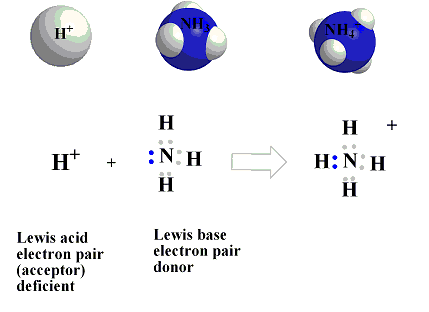 H+ NH3 NH4+
H H +
H+ + :N H H:N H
H H
Lewis acid Lewis base
electron pair electron pair
(acceptor) donor
deficient